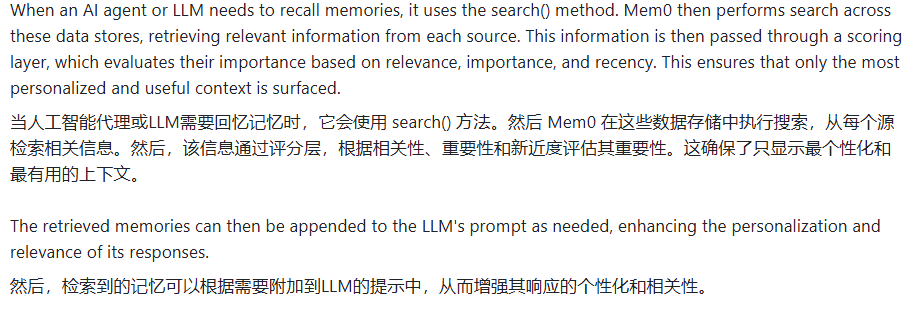 When an AI agent or LLM needs to recall memories, it uses the search() method. Mem0 then performs search across
these data stores, retrieving relevant information from each source. This information is then passed through a scoring
layer, which evaluates their importance based on relevance, importance, and recency. This ensures that only the most
personalized and useful context is surfaced.
当人工智能代理或LLM需要回忆记忆时，它会使用 search() 方法。然后 Mem0 在这些数据存储中执行搜索，从每个源
检索相关信息。然后，该信息通过评分层，根据相关性、重要性和新近度评估其重要性。这确保了只显示最个性化和
最有用的上下文。
The retrieved memories can then be appended to the LLM's prompt as needed, enhancing the personalization and
relevance of its responses.
然后，检索到的记忆可以根据需要附加到LLM的提示中，从而增强其响应的个性化和相关性。